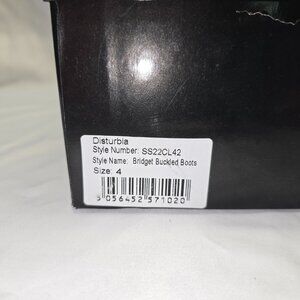 Disturbia
Style Number: SS22CL42
Style Name: Bridget Buckled Boots
Size: 4
5 056452 571020